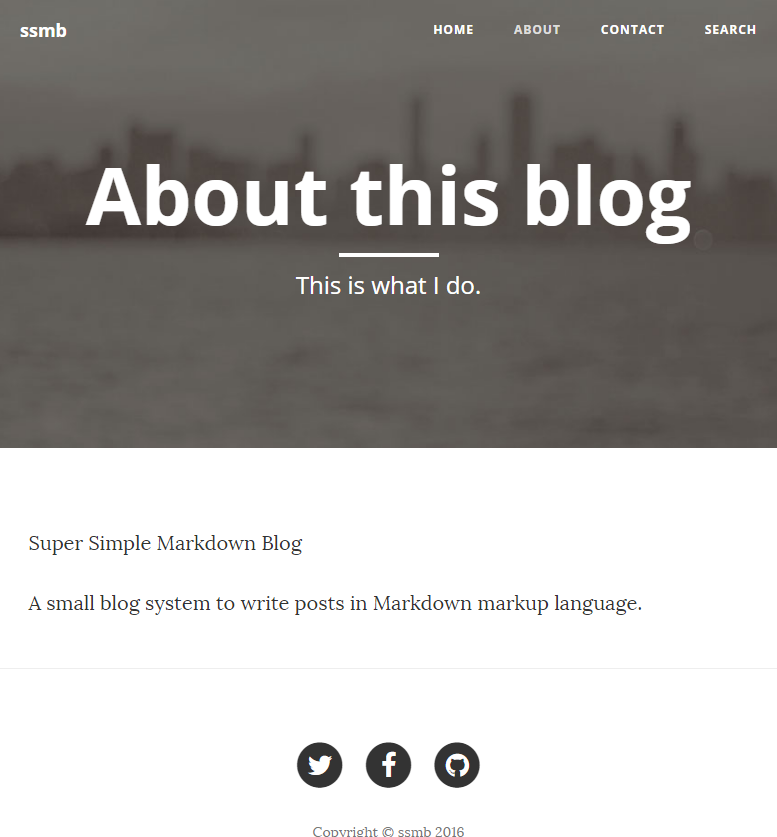 ssmb
HOME ABOUT CONTACT SEARCH
About this blog
This is what I do.
Super Simple Markdown Blog
A small blog system to write posts in Markdown markup language.
Copyright © ssmb 2016